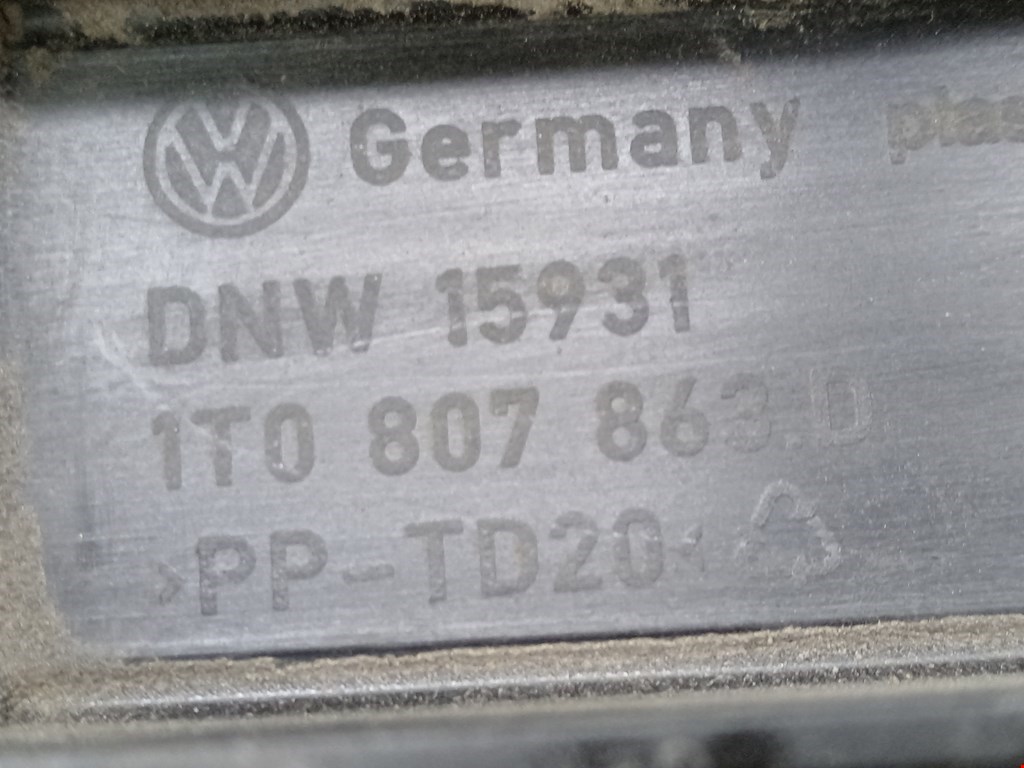 Germany
DNW 15931
1T0 807 863 D
>PP-TD20<